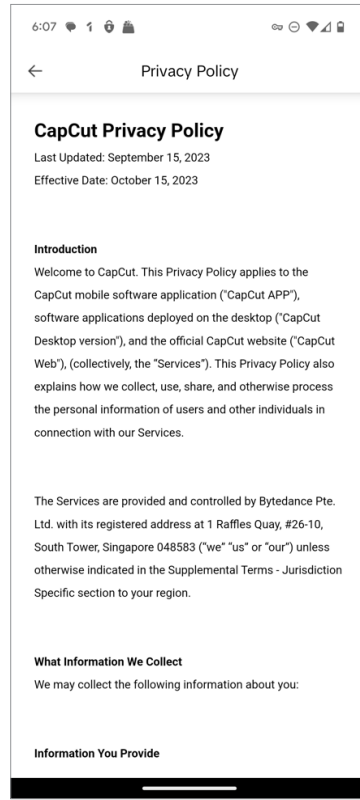 6:07
Privacy Policy
CapCut Privacy Policy
Last Updated: September 15, 2023
Effective Date: October 15, 2023
Introduction
Welcome to CapCut. This Privacy Policy applies to the
CapCut mobile software application ("CapCut APP"),
software applications deployed on the desktop ("CapCut
Desktop version"), and the official CapCut website ("CapCut
Web"), (collectively, the “Services”). This Privacy Policy also
explains how we collect, use, share, and otherwise process
the personal information of users and other individuals in
connection with our Services.
The Services are provided and controlled by Bytedance Pte.
Ltd. with its registered address at 1 Raffles Quay, #26-10,
South Tower, Singapore 048583 (“we” “us” or “our”) unless
otherwise indicated in the Supplemental Terms - Jurisdiction
Specific section to your region.
What Information We Collect
We may collect the following information about you:
Information You Provide